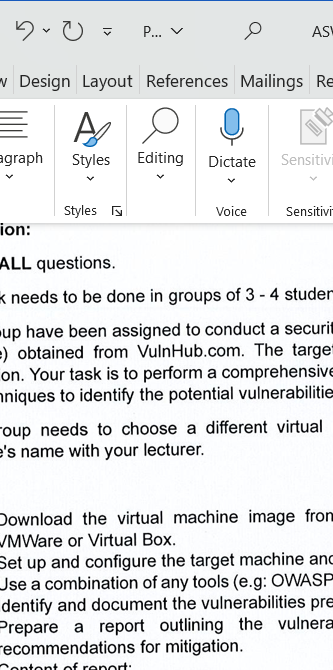 P...
AS
w Design Layout References Mailings Re
agraph Styles Editing Dictate Sensitivi
Styles Voice Sensitivi
ion:
ALL questions.
k needs to be done in groups of 3 - 4 studen
oup have been assigned to conduct a securit
e) obtained from VulnHub.com. The target
ion. Your task is to perform a comprehensive
hniques to identify the potential vulnerabilitie
roup needs to choose a different virtual
e's name with your lecturer.
Download the virtual machine image from
VMWare or Virtual Box.
Set up and configure the target machine and
Use a combination of any tools (e.g: OWASP
identify and document the vulnerabilities pre
Prepare a report outlining the vulnera
recommendations for mitigation.
Content of report: